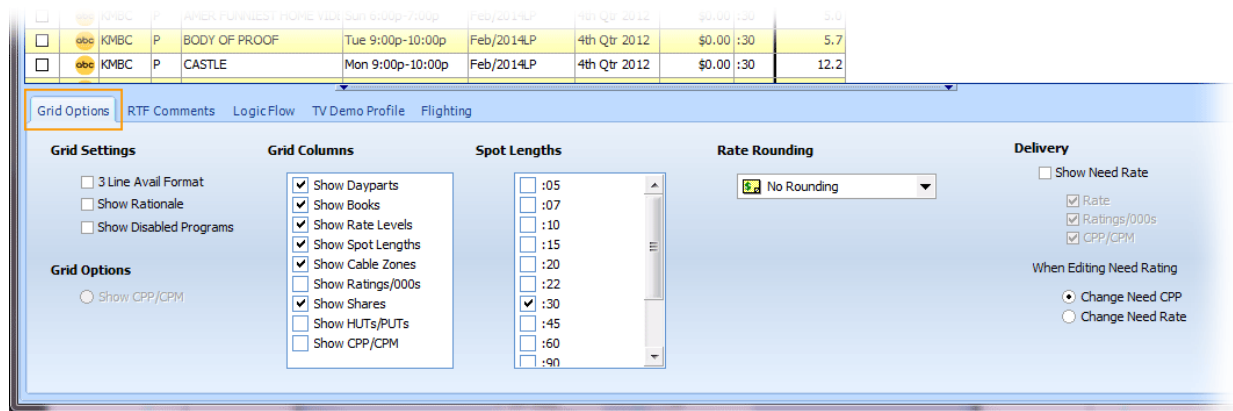 abc KMBC P AMER FUNNIEST HOME VIDI Sun 6:00p-7:00p Feb/2014LP 4th Qtr 2012 $0.00 :30 5.0
abc KMBC P BODY OF PROOF Tue 9:00p-10:00p Feb/2014LP 4th Qtr 2012 $0.00 :30 5.7
abc KMBC P CASTLE Mon 9:00p-10:00p Feb/2014LP 4th Qtr 2012 $0.00 :30 12.2
Grid Options RTF Comments Logic Flow TV Demo Profile Flighting
Grid Settings
3 Line Avail Format
Show Rationale
Show Disabled Programs
Grid Options
Show CPP/CPM
Grid Columns
Show Dayparts
Show Books
Show Rate Levels
Show Spot Lengths
Show Cable Zones
Show Ratings/000s
Show Shares
Show HUTs/PUTs
Show CPP/CPM
Spot Lengths
:05
:07
:10
:15
:20
:22
:30
:45
:60
:90
Rate Rounding
No Rounding
Delivery
Show Need Rate
Rate
Ratings/000s
CPP/CPM
When Editing Need Rating
Change Need CPP
Change Need Rate